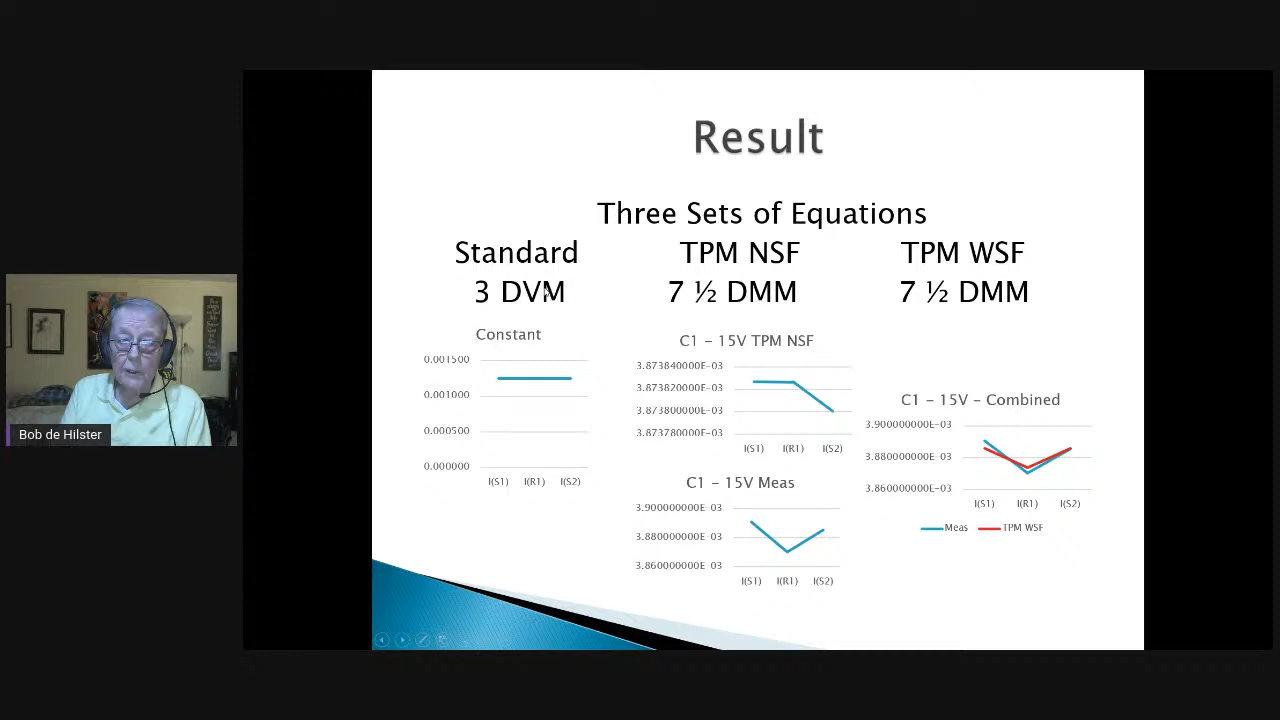 Result
Three Sets of Equations
Standard TPM NSF TPM WSF
3 DVM 7 ½ DMM 7 ½ DMM
Constant
0.001500
0.001000
0.000500
0.000000
I(S1) I(R1) I(S2)
C1 - 15V TPM NSF
3.873840000E-03
3.873820000E-03
3.873800000E-03
3.873780000E-03
I(S1) I(R1) I(S2)
C1 - 15V Meas
3.900000000E-03
3.880000000E-03
3.860000000E-03
I(S1) I(R1) I(S2)
C1 - 15V - Combined
3.900000000E-03
3.880000000E-03
3.860000000E-03
I(S1) I(R1) I(S2)
Meas TPM WSF
Bob de Hilster